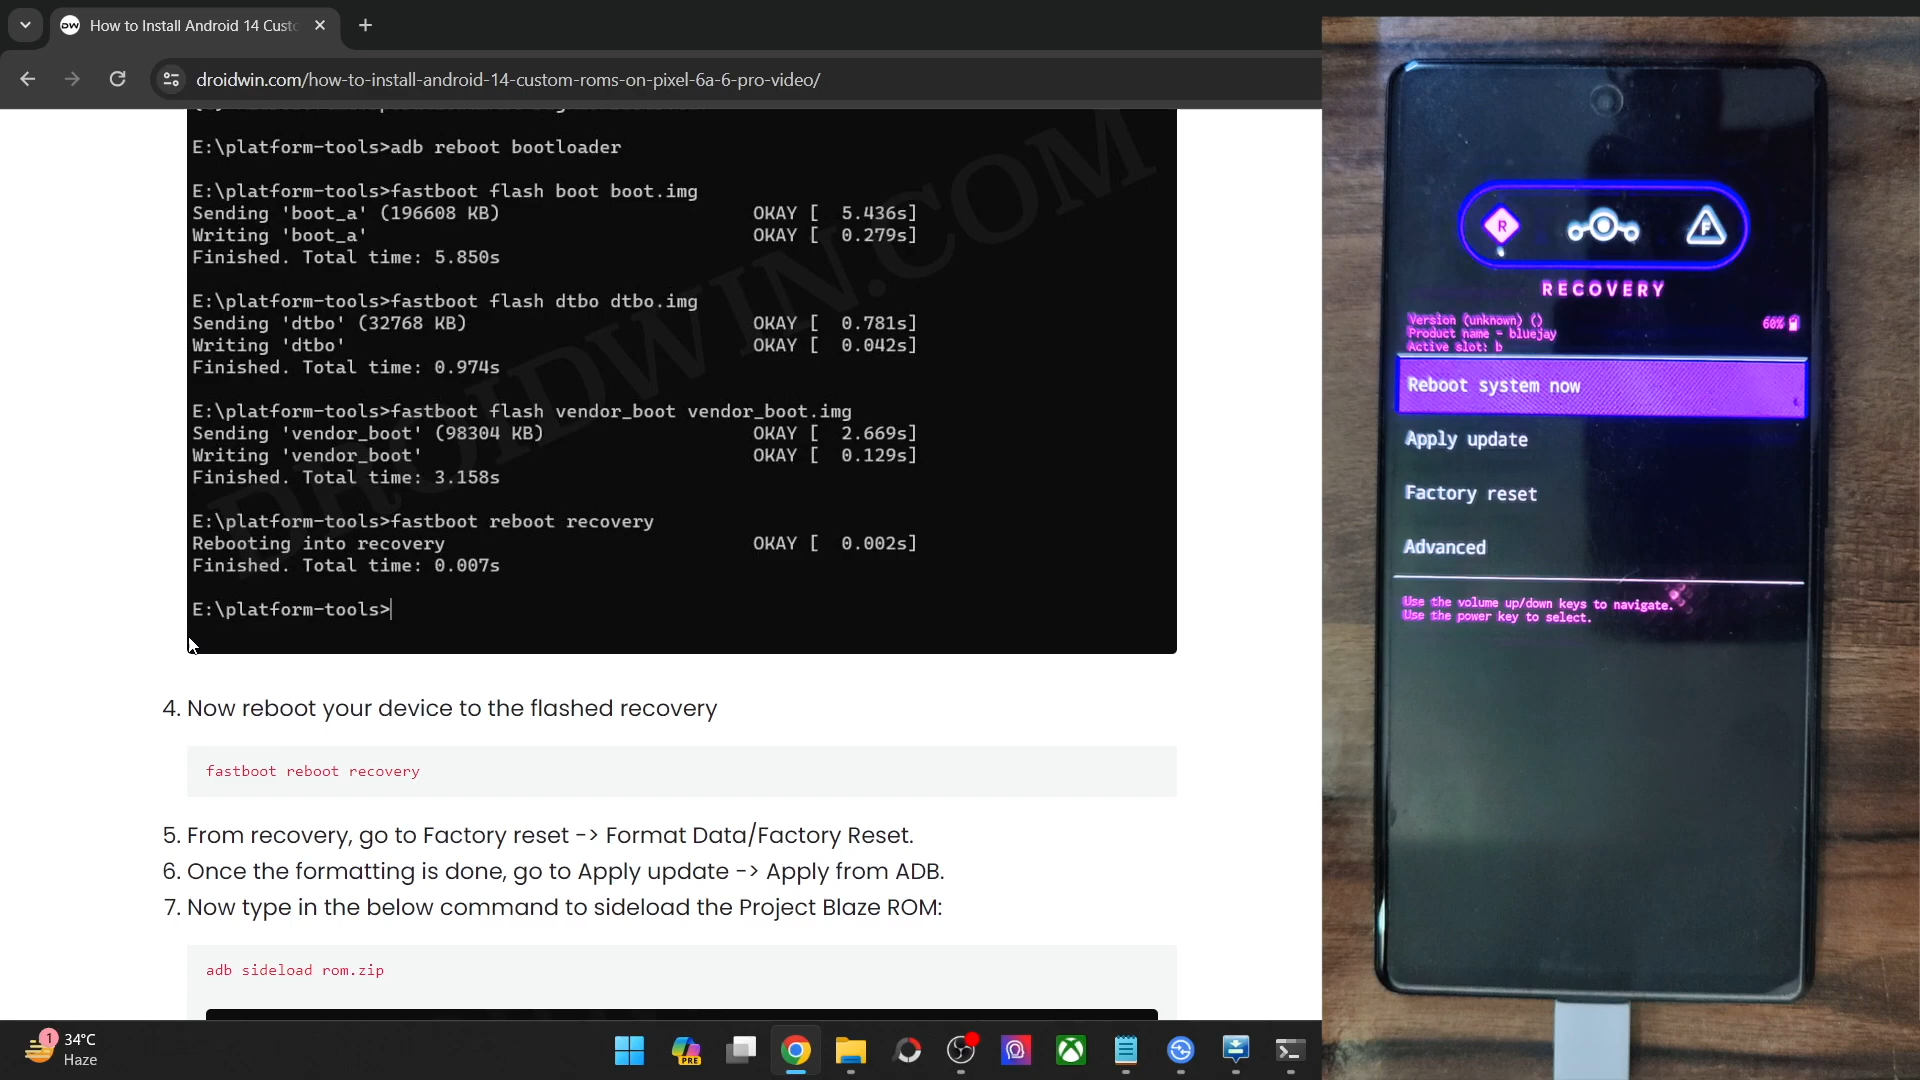 DW How to Install Android 14 Custo
droidwin.com/how-to-install-android-14-custom-roms-on-pixel-6a-6-pro-video/
E:\platform-tools>adb reboot bootloader
E:\platform-tools>fastboot flash boot boot.img
Sending 'boot_a' (196608 KB) OKAY [ 5.436s]
Writing 'boot_a' OKAY [ 0.279s]
Finished. Total time: 5.850s
E:\platform-tools>fastboot flash dtbo dtbo.img
Sending 'dtbo' (32768 KB) OKAY [ 0.781s]
Writing 'dtbo' OKAY [ 0.042s]
Finished. Total time: 0.974s
E:\platform-tools>fastboot flash vendor_boot vendor_boot.img
Sending 'vendor_boot' (98304 KB) OKAY [ 2.669s]
Writing 'vendor_boot' OKAY [ 0.129s]
Finished. Total time: 3.158s
E:\platform-tools>fastboot reboot recovery
Rebooting into recovery OKAY [ 0.002s]
Finished. Total time: 0.007s
E:\platform-tools>
DROIDWIN.COM
4. Now reboot your device to the flashed recovery
fastboot reboot recovery
5. From recovery, go to Factory reset -> Format Data/Factory Reset.
6. Once the formatting is done, go to Apply update -> Apply from ADB.
7. Now type in the below command to sideload the Project Blaze ROM:
adb sideload rom.zip
1
34°C
Haze
PRE
R
F
RECOVERY
Version (unknown) ()
60%
Product name - bluejay
Active slot: b
Reboot system now
Apply update
Factory reset
Advanced
Use the volume up/down keys to navigate.
Use the power key to select.